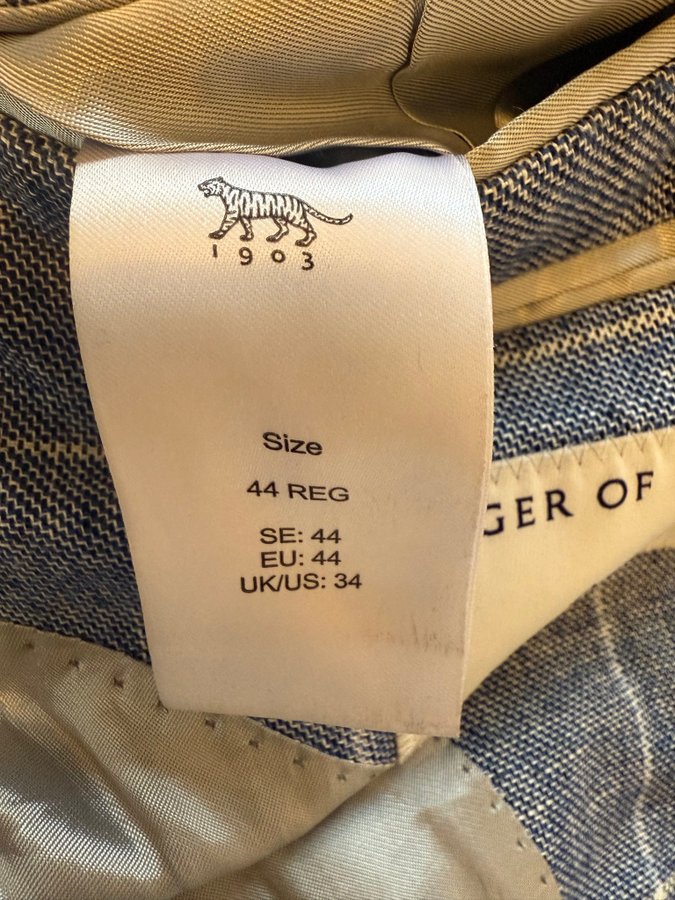 1903
Size
44 REG
SE: 44
EU: 44
UK/US: 34
GER OF